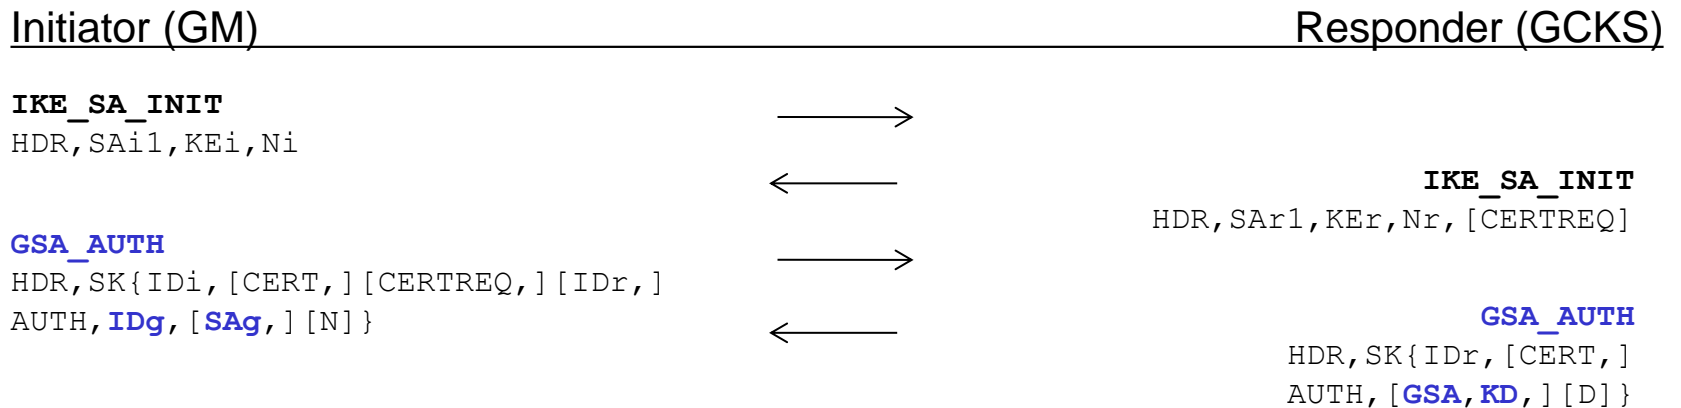 Initiator (GM) Responder (GCKS)
IKE_SA_INIT
HDR,SAi1,KEi,Ni
IKE_SA_INIT
HDR,SAr1,KEr,Nr,[CERTREQ]
GSA_AUTH
HDR,SK{IDi,[CERT,][CERTREQ,][IDr,]
AUTH,IDg,[SAg,][N]}
GSA_AUTH
HDR,SK{IDr,[CERT,]
AUTH,[GSA,KD,][D]}